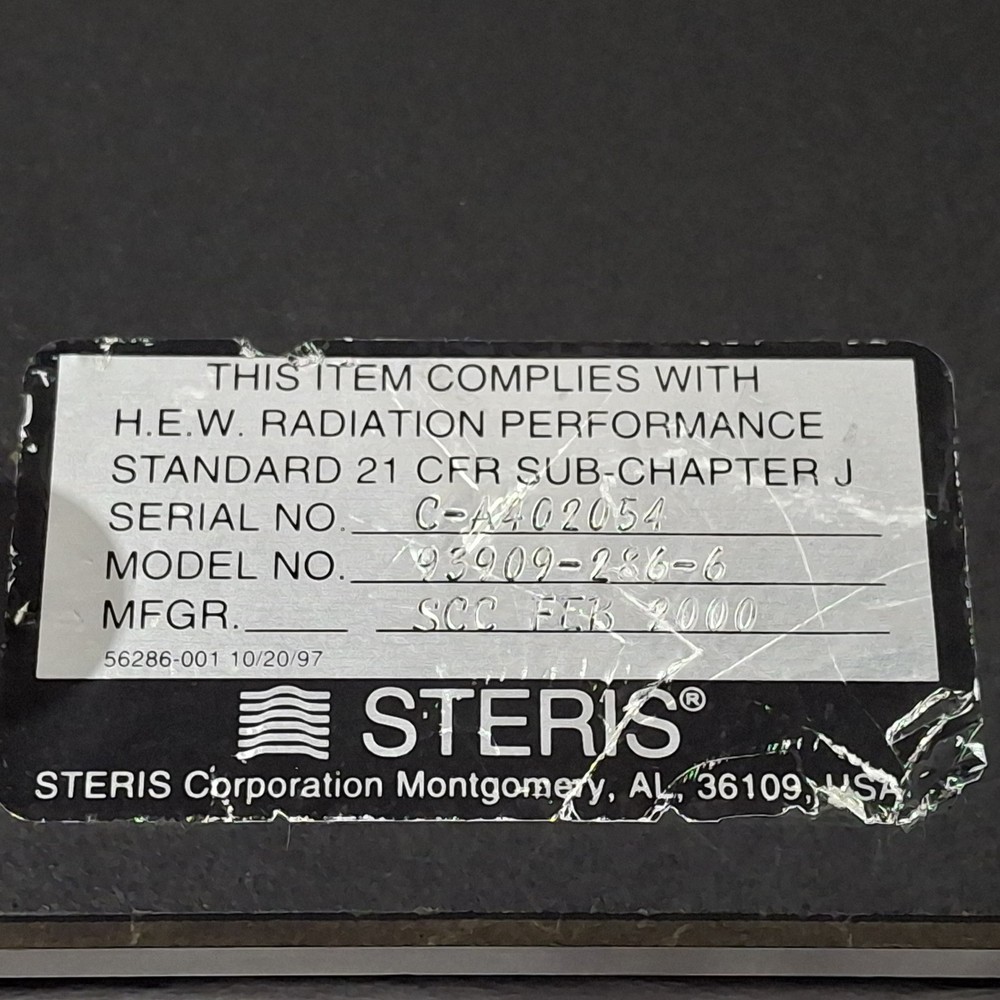 THIS ITEM COMPLIES WITH
H.E.W. RADIATION PERFORMANCE
STANDARD 21 CFR SUB-CHAPTER J
SERIAL NO. C-A402054
MODEL NO. 93909-286-6
MFGR. SCC FEB 2000
56286-001 10/20/97
STERIS®
STERIS Corporation Montgomery, AL, 36109, USA